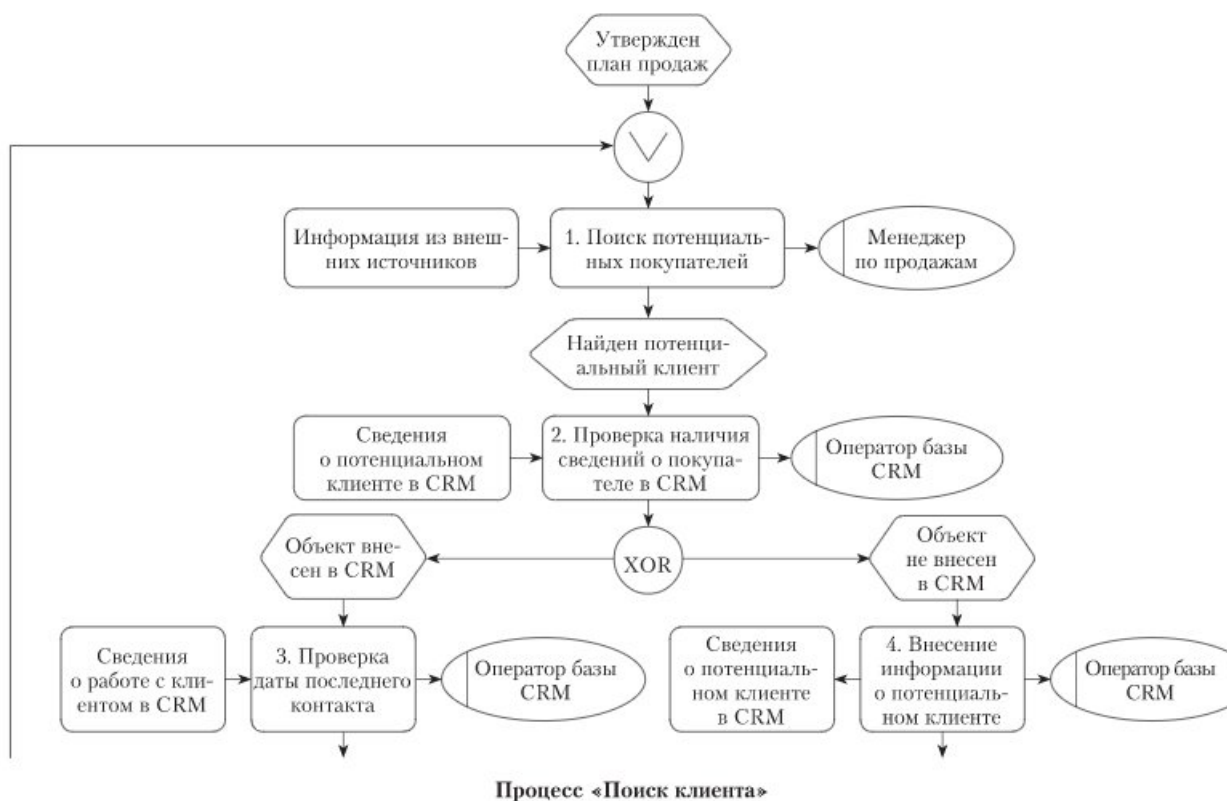 Утвержден
план продаж
Информация из внеш-
них источников
1. Поиск потенциаль-
ных покупателей
Менеджер
по продажам
Найден потенци-
альный клиент
Сведения
о потенциальном
клиенте в CRM
2. Проверка наличия
сведений о покупа-
теле в CRM
Оператор базы
CRM
Объект вне-
сен в CRM
XOR
Объект
не внесен
в CRM
Сведения
о работе с кли-
ентом в CRM
3. Проверка
даты последнего
контакта
Оператор базы
CRM
Сведения
о потенциаль-
ном клиенте
в CRM
4. Внесение
информации
о потенциаль-
ном клиенте
Оператор базы
CRM
Процесс «Поиск клиента»